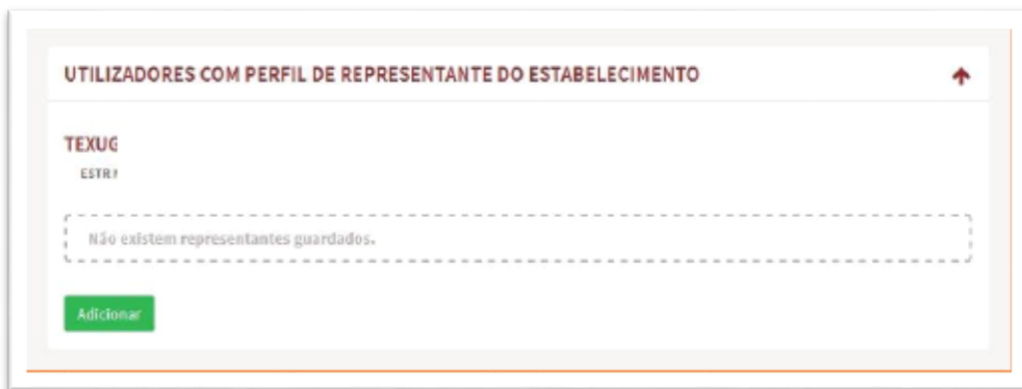 UTILIZADORES COM PERFIL DE REPRESENTANTE DO ESTABELECIMENTO
TEXUG
Não existem representantes guardados.
Adicionar